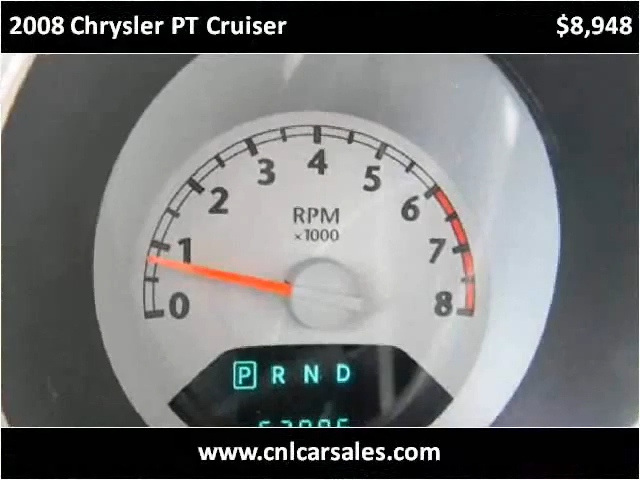 2008 Chrysler PT Cruiser $8,948
0 1 2 3 4 5 6 7 8
RPM
×1000
P R N D
www.cnlcarsales.com